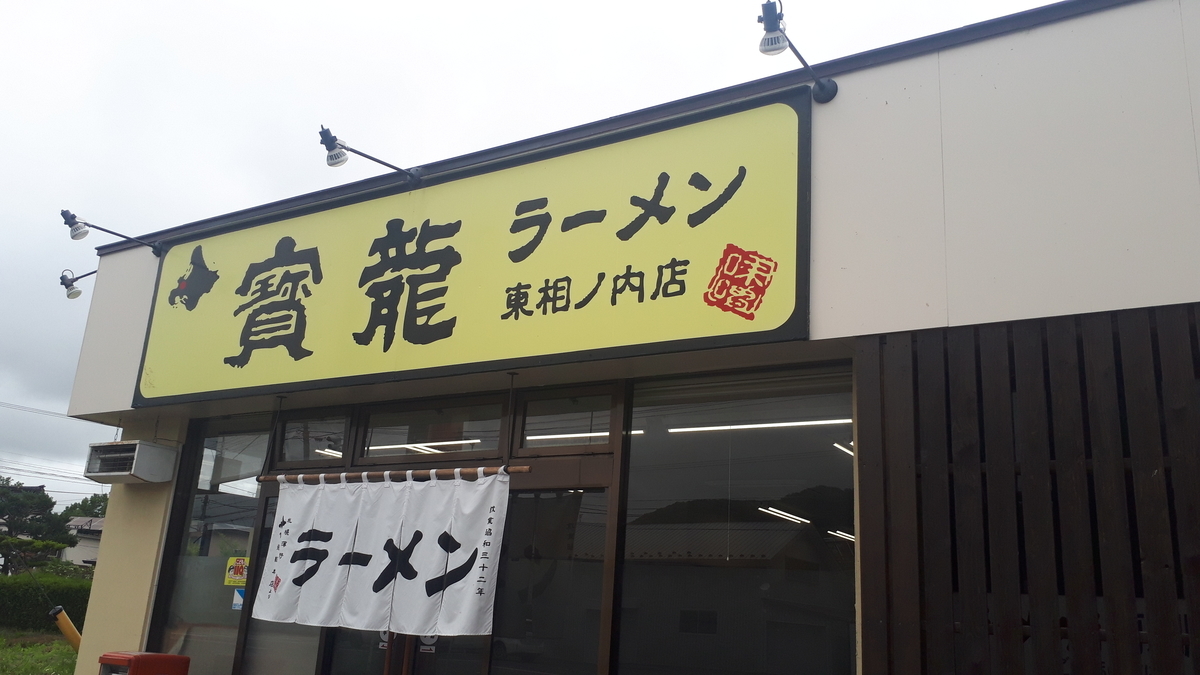 寳龍
ラーメン
東相ノ内店
味噌
ラーメン